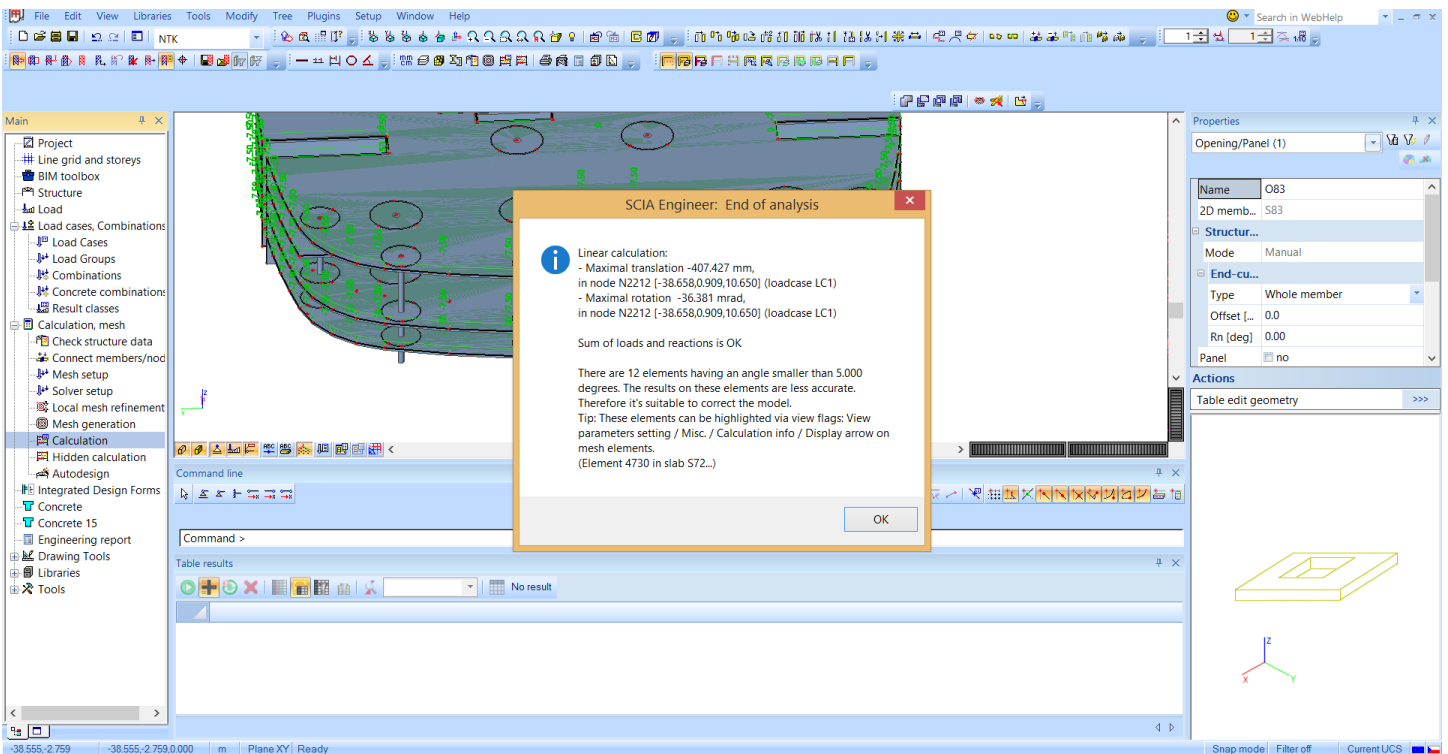 File Edit View Libraries Tools Modify Tree Plugins Setup Window Help
Search in WebHelp
NTK
1
1
Main
Project
Line grid and storeys
BIM toolbox
Structure
Load
Load cases, Combinations
Load Cases
Load Groups
Combinations
Concrete combinations
Result classes
Calculation, mesh
Check structure data
Connect members/nod
Mesh setup
Solver setup
Local mesh refinement
Mesh generation
Calculation
Hidden calculation
Autodesign
Integrated Design Forms
Concrete
Concrete 15
Engineering report
Drawing Tools
Libraries
Tools
SCIA Engineer: End of analysis
Linear calculation:
- Maximal translation -407.427 mm,
in node N2212 [-38.658,0.909,10.650] (loadcase LC1)
- Maximal rotation -36.381 mrad,
in node N2212 [-38.658,0.909,10.650] (loadcase LC1)
Sum of loads and reactions is OK
There are 12 elements having an angle smaller than 5.000
degrees. The results on these elements are less accurate.
Therefore it's suitable to correct the model.
Tip: These elements can be highlighted via view flags: View
parameters setting / Misc. / Calculation info / Display arrow on
mesh elements.
(Element 4730 in slab S72...)
OK
Command line
Command >
Table results
No result
Properties
Opening/Panel (1)
Name O83
2D memb... S83
Structur...
Mode Manual
End-cu...
Type Whole member
Offset [... 0.0
Rn [deg] 0.00
Panel no
Actions
Table edit geometry >>>
z
x
Y
-38.555,-2.759 -38.555,-2.759,0.000 m Plane XY Ready
Snap mode Filter off Current UCS